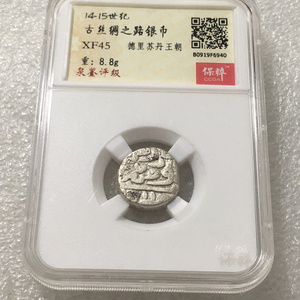 14-15世纪
古丝绸之路银币
XF45 德里苏丹王朝
重: 8.8g
泉鉴评级
B0919F6940
保粹